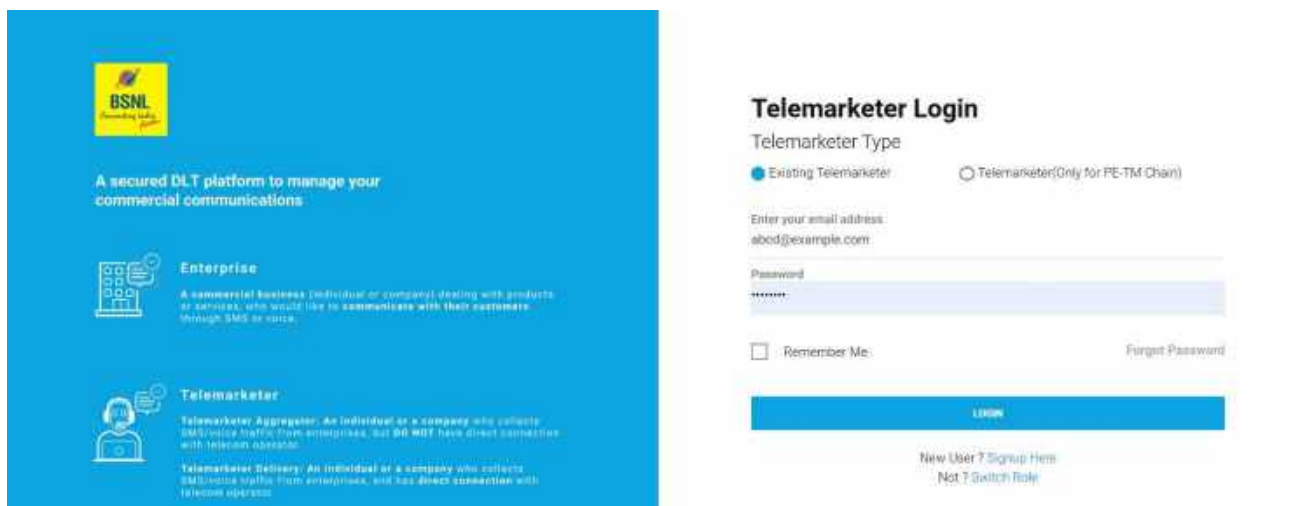 BSNL
Connecting India
A secured DLT platform to manage your
commercial communications
Enterprise
A commercial business (individual or company) dealing with products
or services, who would like to communicate with their customers
through SMS or voice.
Telemarketer
Telemarketer Aggregator: An individual or a company who collects
SMS/voice traffic from enterprises, but DO NOT have direct connection
with telecom operator
Telemarketer Delivery: An individual or a company who collects
SMS/voice traffic from enterprises, and has direct connection with
telecom operator
Telemarketer Login
Telemarketer Type
Existing Telemarketer
Telemarketer(Only for PE-TM Chain)
Enter your email address
abcd@example.com
Password
••••••••
Remember Me
Forgot Password
LOGIN
New User ? Signup Here
Not ? Switch Role